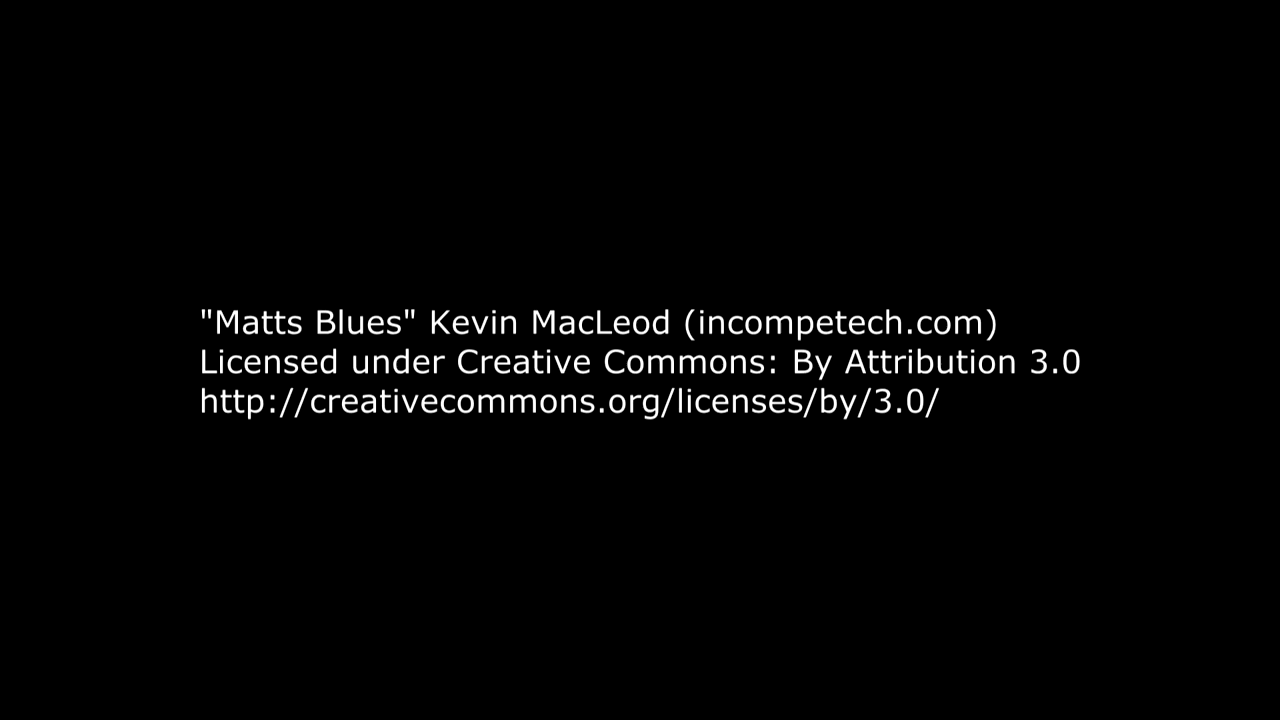 "Matts Blues" Kevin MacLeod (incompetech.com)
Licensed under Creative Commons: By Attribution 3.0
http://creativecommons.org/licenses/by/3.0/